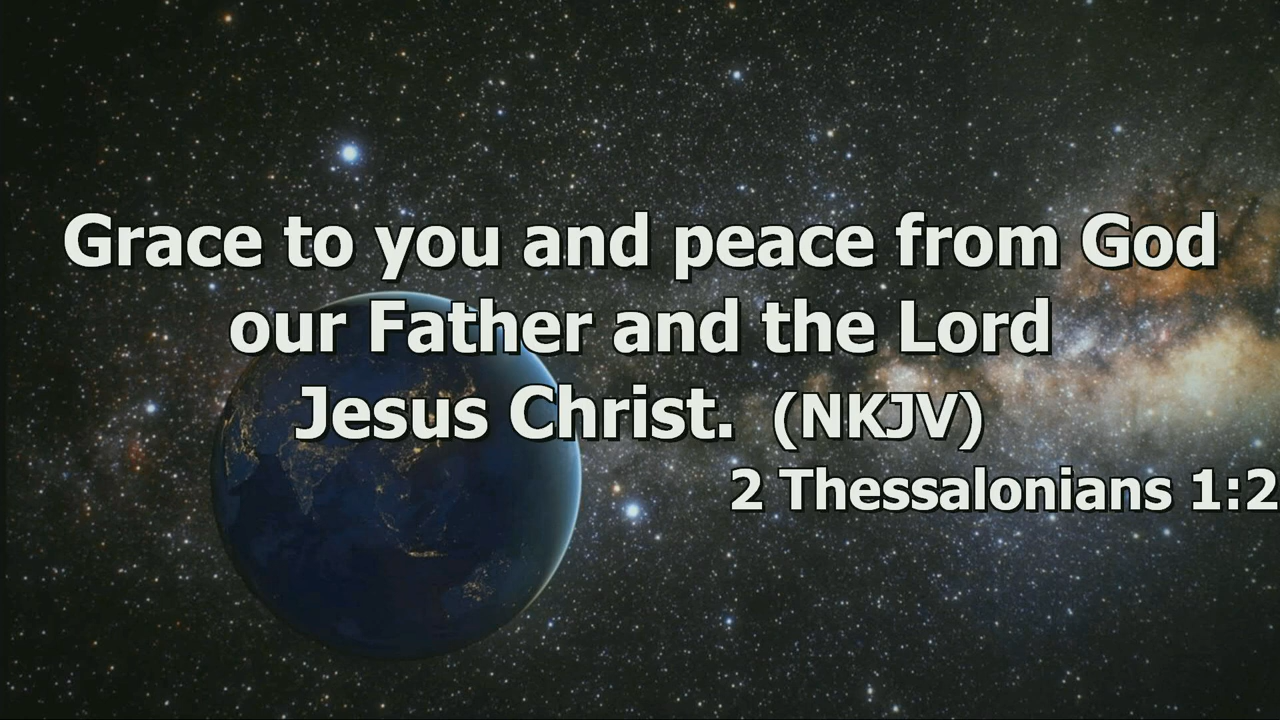 Grace to you and peace from God
our Father and the Lord
Jesus Christ. (NKJV)
2 Thessalonians 1:2